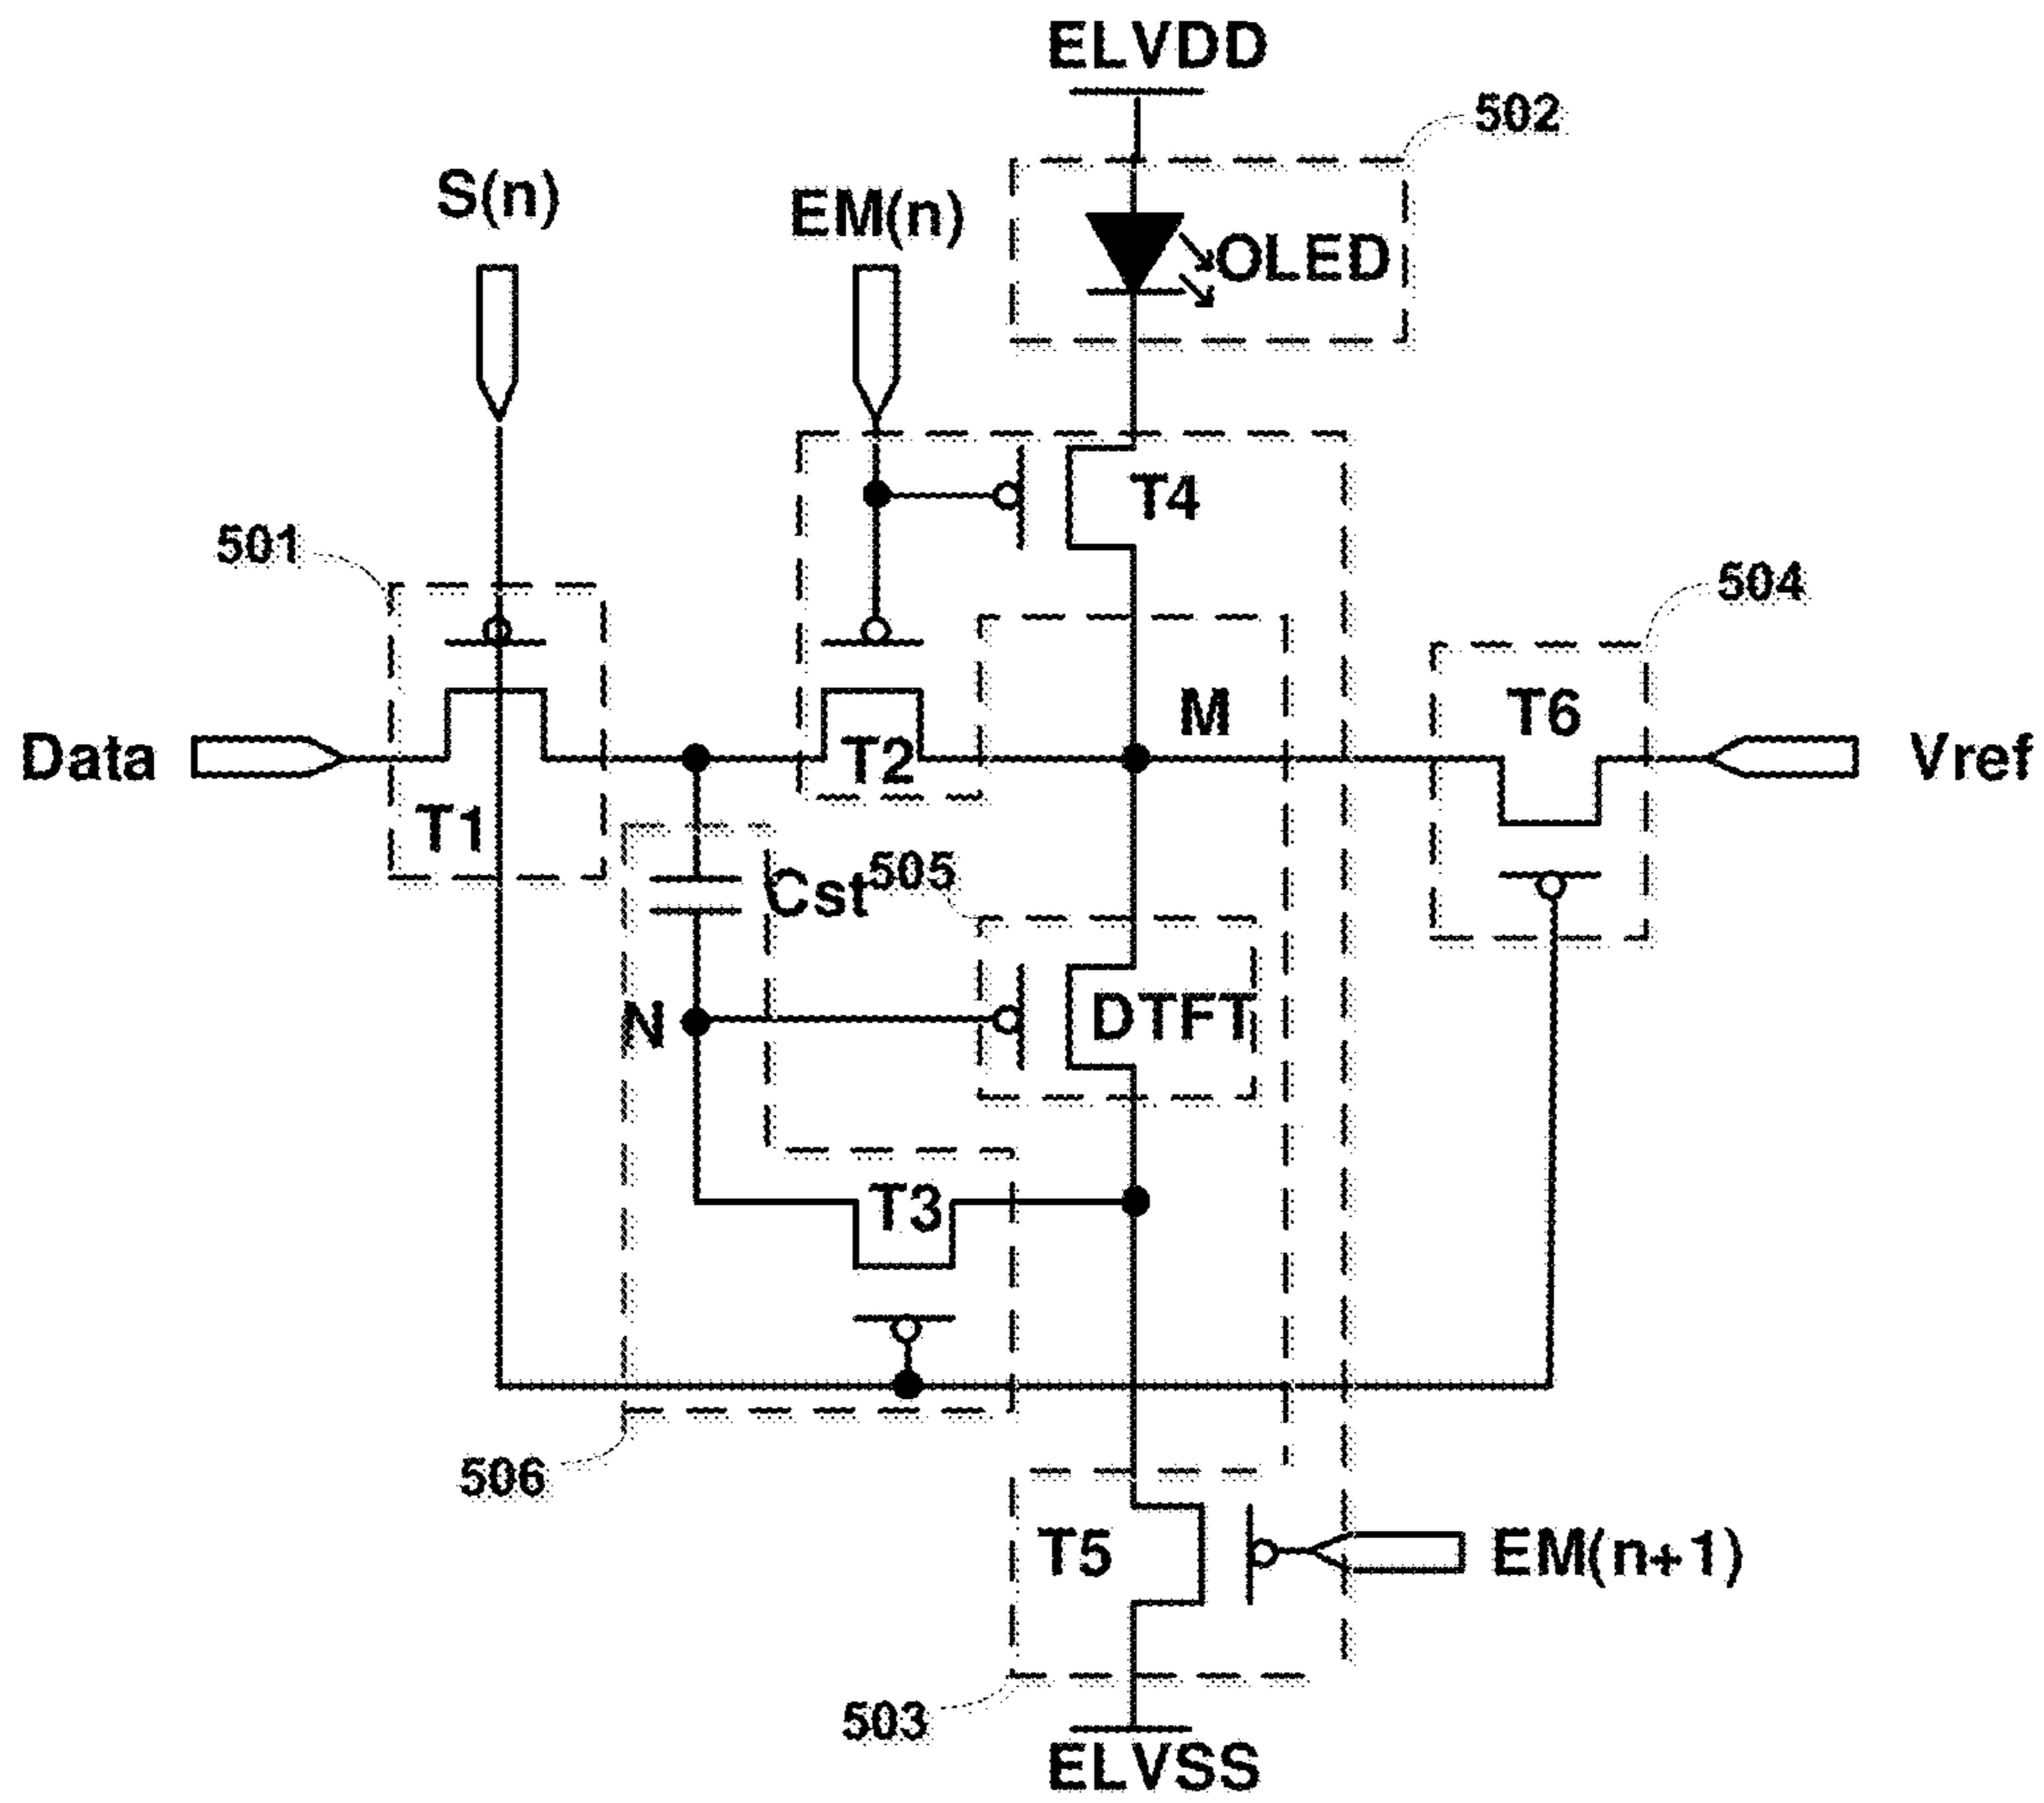 ELVDD
502
S(n)
EM(n)
OLED
T4
501
504
M
T6
Data
T2
Vref
T1
Cst
505
N
DTFT
T3
506
T5
EM(n+1)
503
ELVSS